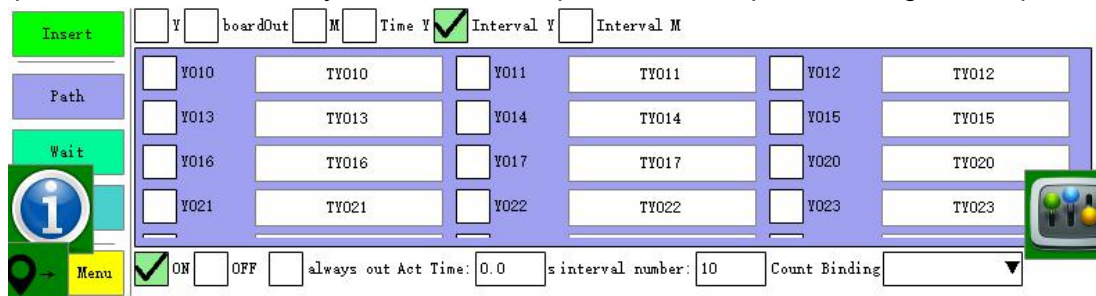 Insert
Y boardOut M Time Y Interval Y Interval M
Path
Y010 TY010 Y011 TY011 Y012 TY012
Y013 TY013 Y014 TY014 Y015 TY015
Wait
Y016 TY016 Y017 TY017 Y020 TY020
Y021 TY021 Y022 TY022 Y023 TY023
Menu
ON OFF always out Act Time: 0.0 s interval number: 10 Count Binding